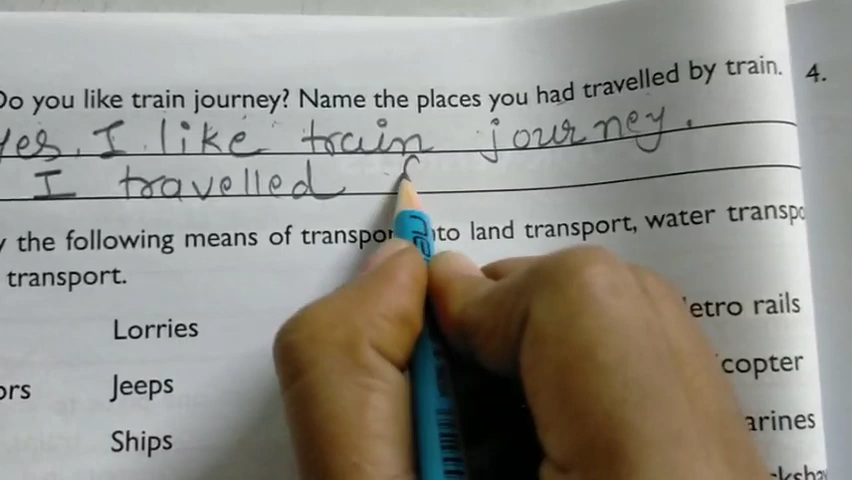 Do you like train journey? Name the places you had travelled by train. 4.
yes, I like train journey.
I travelled
the following means of transpor to land transport, water transpo
transport.
Lorries etro rails
ors Jeeps copter
Ships arines